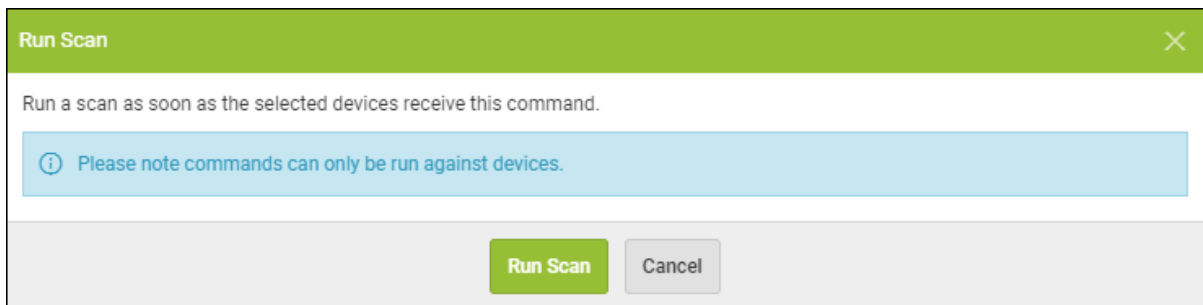 Run Scan
Run a scan as soon as the selected devices receive this command.
Please note commands can only be run against devices.
Run Scan
Cancel